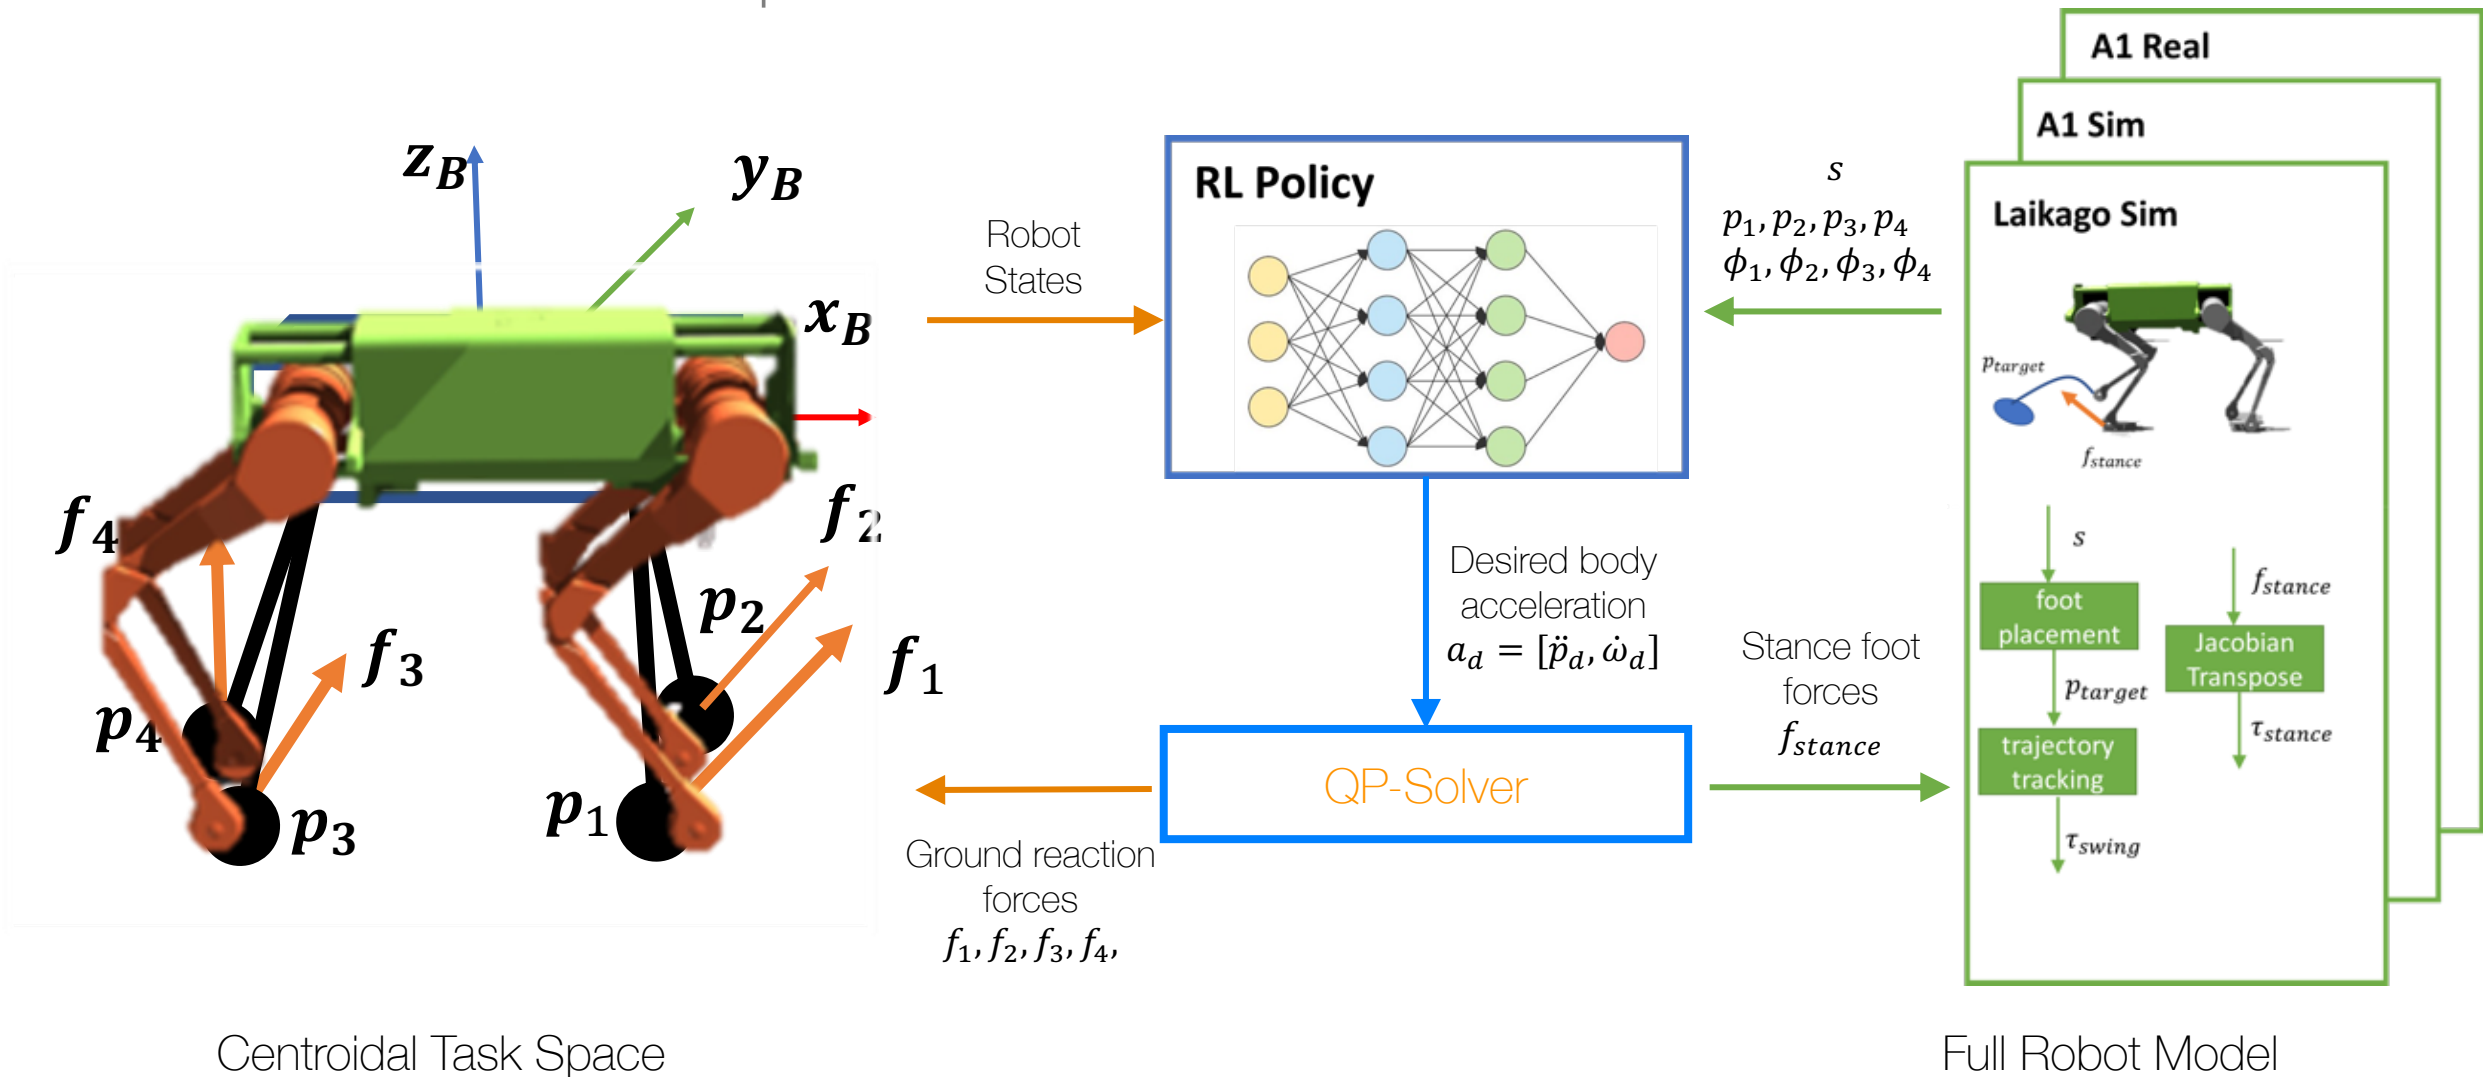 z_B
y_B
x_B
f_4
f_2
f_3
f_1
p_2
p_4
p_3
p_1
Robot
States
RL Policy
s
p_1, p_2, p_3, p_4
ϕ_1, ϕ_2, ϕ_3, ϕ_4
Desired body
acceleration
a_d = [p̈_d, ω̇_d]
QP-Solver
Ground reaction
forces
f_1, f_2, f_3, f_4,
Stance foot
forces
f_stance
A1 Real
A1 Sim
Laikago Sim
p_target
f_stance
s
foot
placement
p_target
trajectory
tracking
τ_swing
f_stance
Jacobian
Transpose
τ_stance
Centroidal Task Space
Full Robot Model